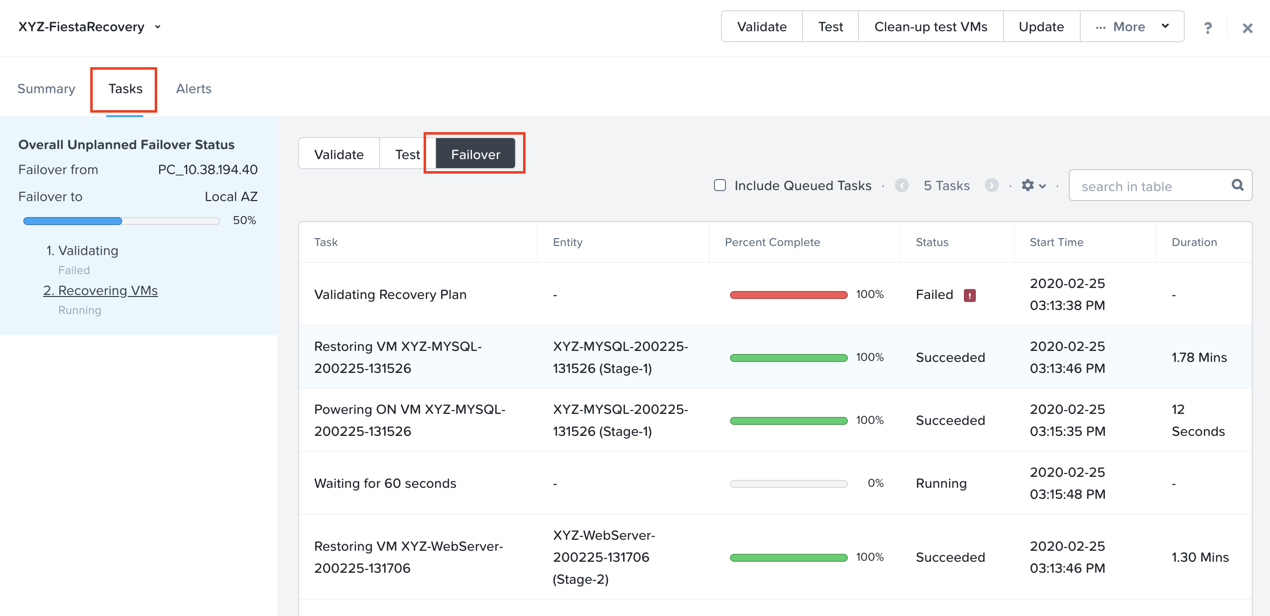 XYZ-FiestaRecovery
Validate Test Clean-up test VMs Update ··· More ?
Summary Tasks Alerts
Overall Unplanned Failover Status
Failover from PC_10.38.194.40
Failover to Local AZ
50%
1. Validating
Failed
2. Recovering VMs
Running
Validate Test Failover
Include Queued Tasks · 5 Tasks · · search in table
Task Entity Percent Complete Status Start Time Duration
Validating Recovery Plan - 100% Failed ! 2020-02-25
03:13:38 PM -
Restoring VM XYZ-MYSQL- XYZ-MYSQL-200225- 2020-02-25
200225-131526 131526 (Stage-1) 100% Succeeded 03:13:46 PM 1.78 Mins
Powering ON VM XYZ-MYSQL- XYZ-MYSQL-200225- 2020-02-25 12
200225-131526 131526 (Stage-1) 100% Succeeded 03:15:35 PM Seconds
Waiting for 60 seconds - 0% Running 2020-02-25
03:15:48 PM -
XYZ-WebServer-
Restoring VM XYZ-WebServer- 200225-131706 100% Succeeded 2020-02-25 1.30 Mins
200225-131706 (Stage-2) 03:13:46 PM